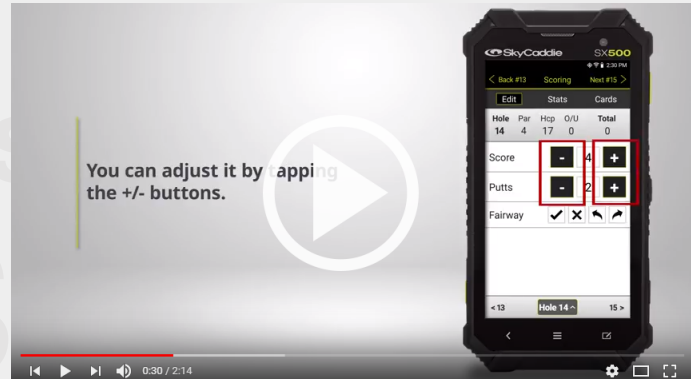 SkyCaddie SX500
2:30 PM
< Back #13 Scoring Next #15 >
Edit Stats Cards
Hole Par Hcp O/U Total
14 4 17 0 0
You can adjust it by tapping
the +/- buttons.
Score - 4 +
Putts - 2 +
Fairway
< 13 Hole 14 ^ 15 >
0:30 / 2:14